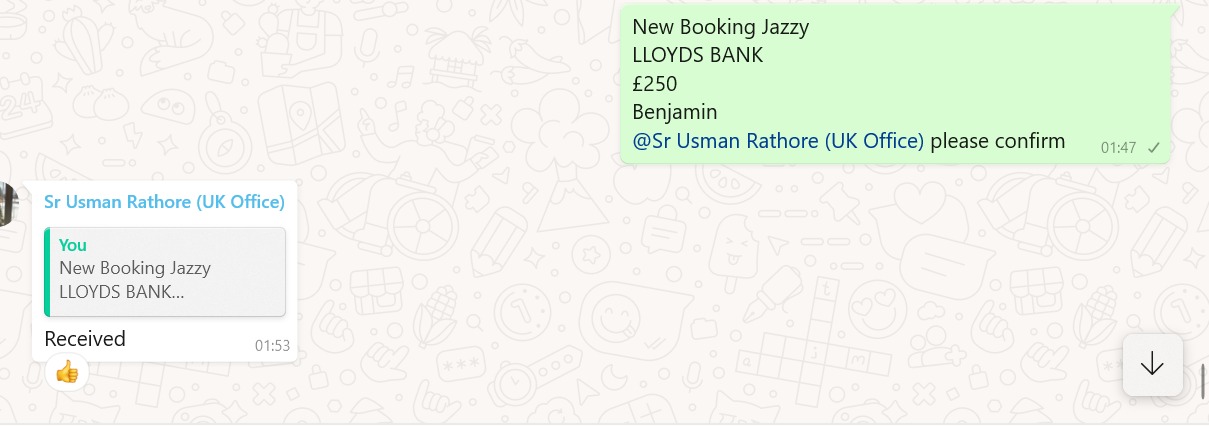 New Booking Jazzy
LLOYDS BANK
£250
Benjamin
@Sr Usman Rathore (UK Office) please confirm
01:47
Sr Usman Rathore (UK Office)
You
New Booking Jazzy
LLOYDS BANK...
Received
01:53